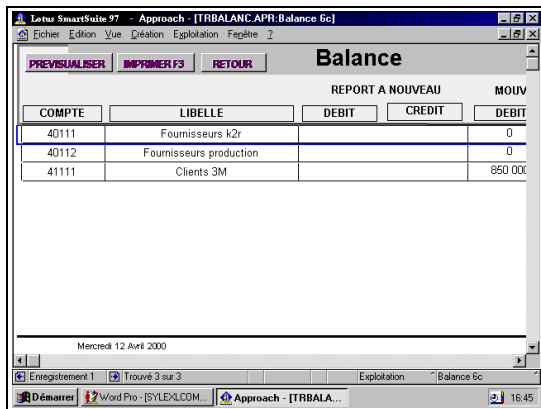 Lotus SmartSuite 97 - Approach - [TRBALANC.APR:Balance 6c]
Fichier Edition Vue Création Exploitation Fenêtre ?
PREVISUALISER IMPRIMER F3 RETOUR Balance
REPORT A NOUVEAU MOUV
COMPTE LIBELLE DEBIT CREDIT DEBIT
40111 Fournisseurs k2r 0
40112 Fournisseurs production 0
41111 Clients 3M 850 000
Mercredi 12 Avril 2000
Enregistrement 1 Trouvé 3 sur 3 Exploitation Balance 6c
Démarrer Word Pro - [SYLEXLCOM... Approach - [TRBALA... 16:45